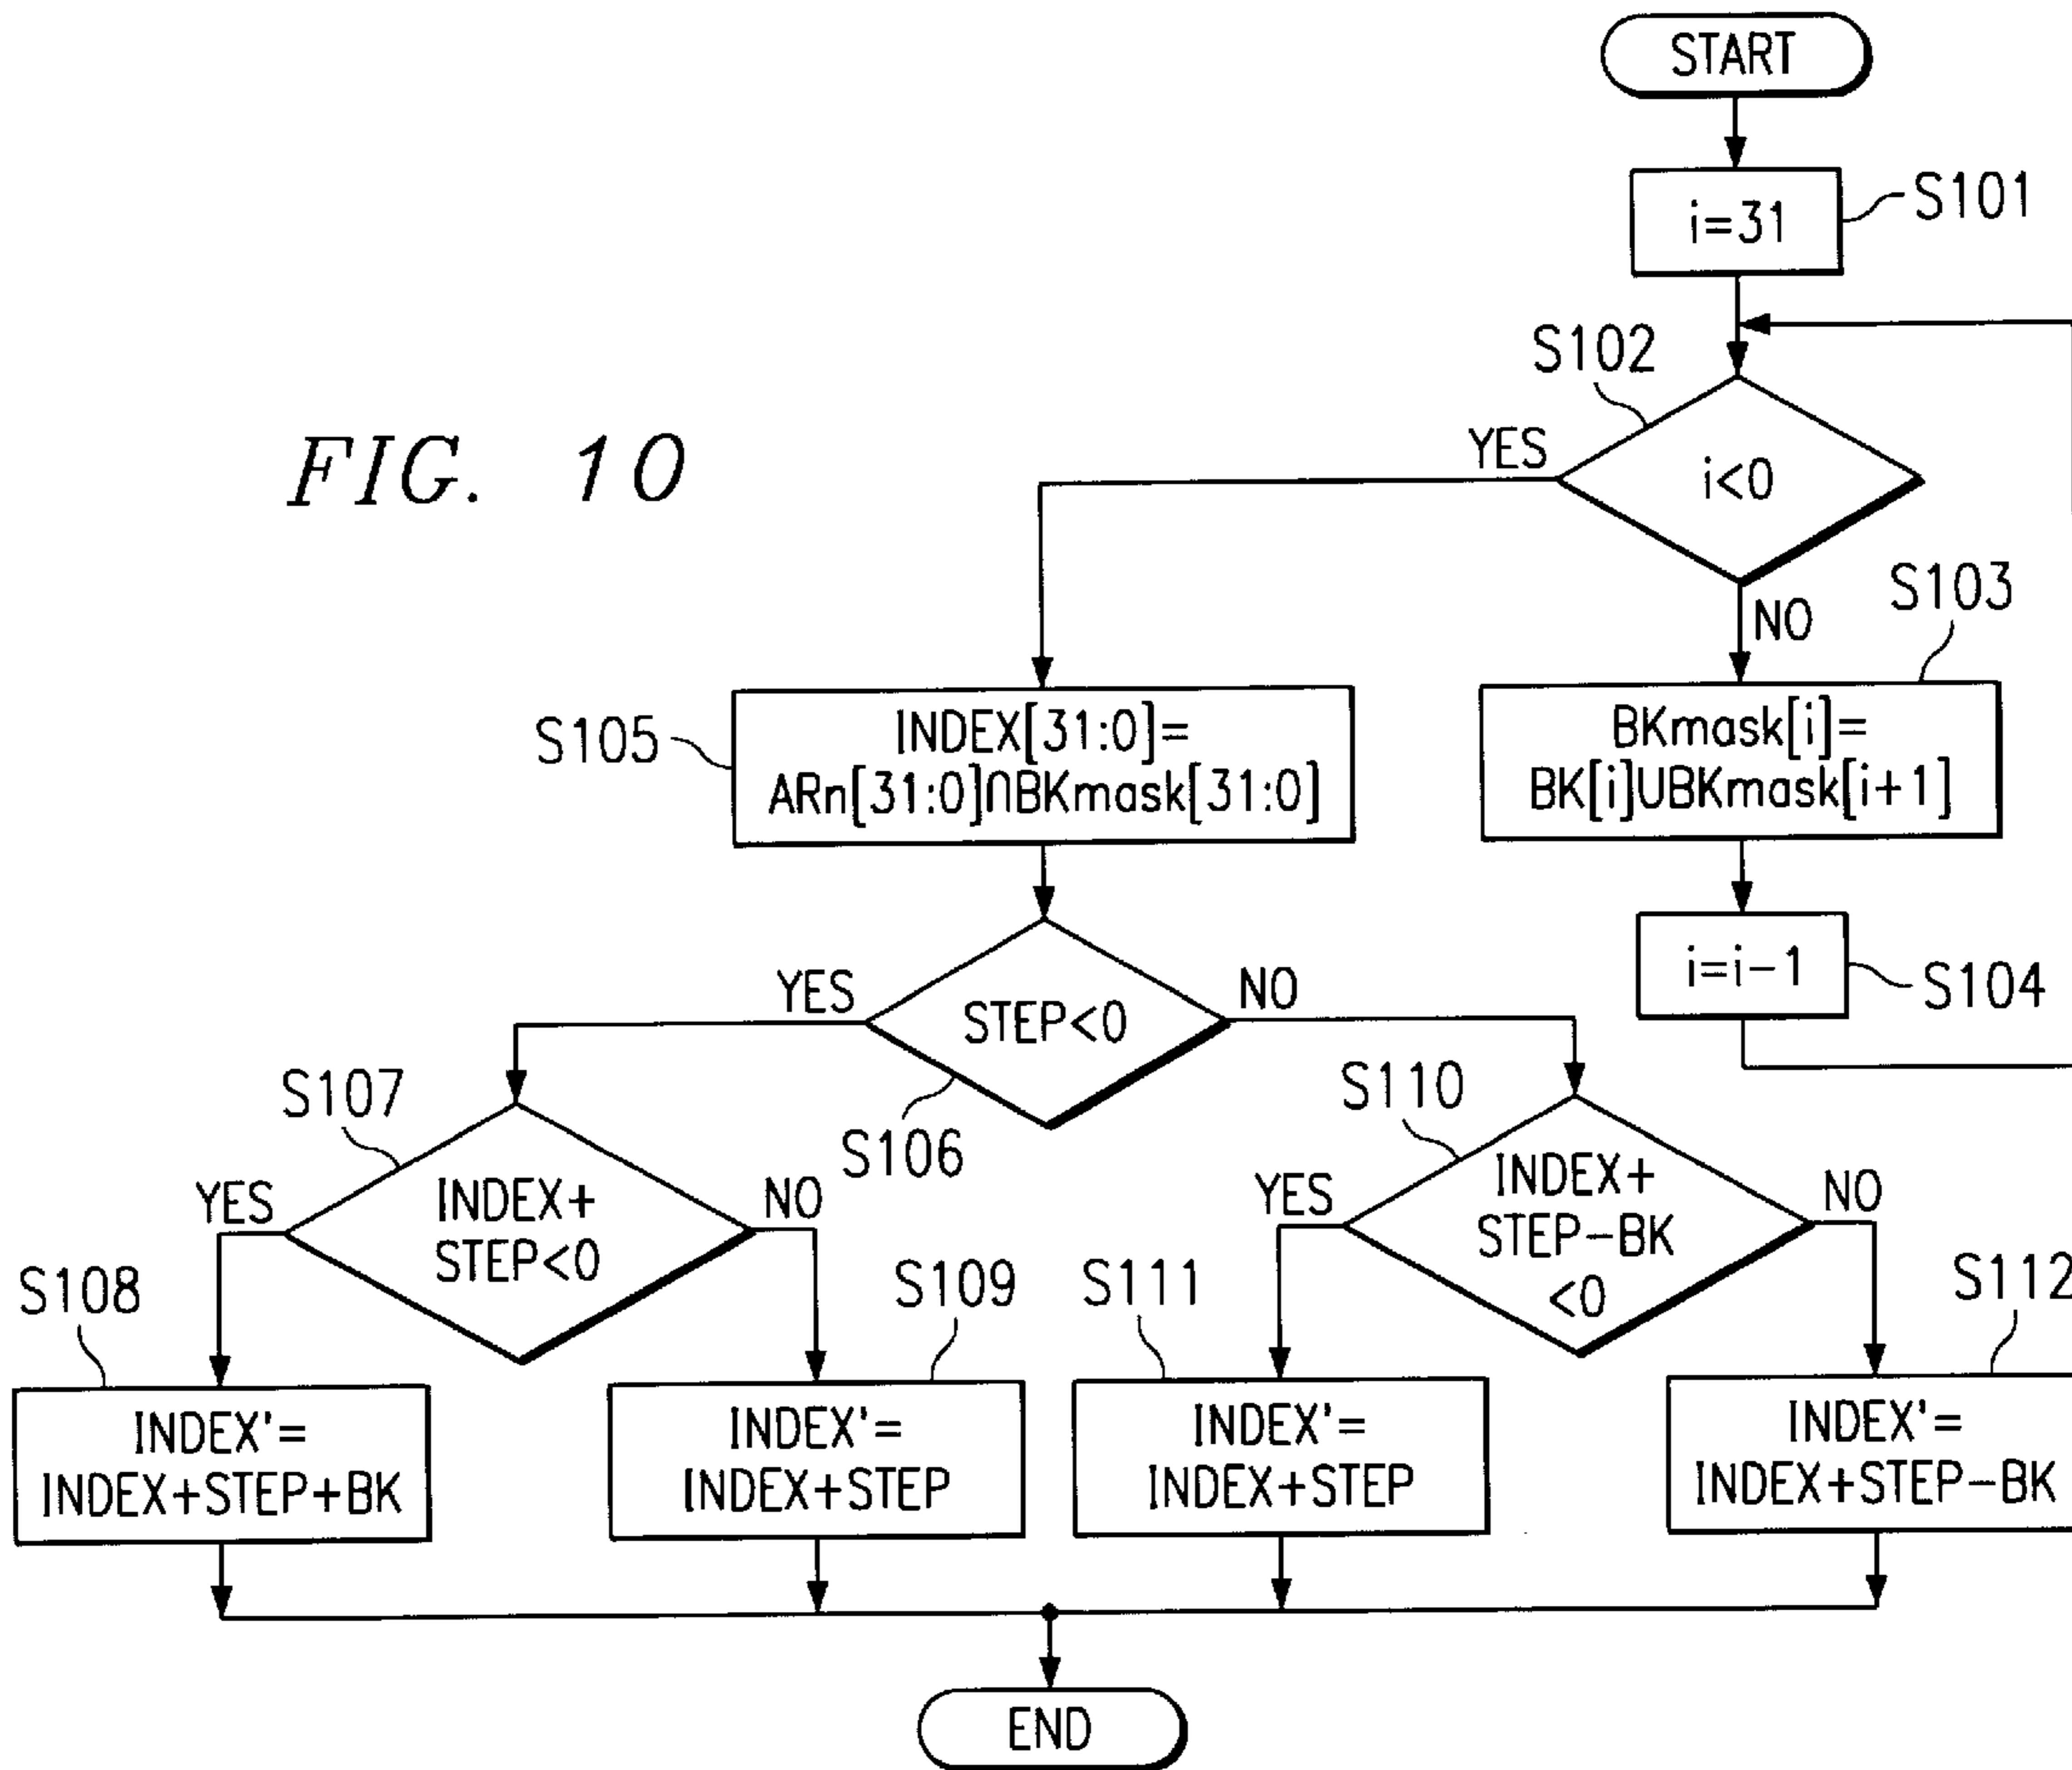 START
i=31
S101
S102
FIG. 10
YES
i<0
NO
S103
S105
INDEX[31:0]=
ARn[31:0]∩BKmask[31:0]
BKmask[i]=
BK[i]UBKmask[i+1]
YES
STEP<0
NO
i=i-1
S104
S107
S106
S110
YES
INDEX+
STEP<0
NO
YES
INDEX+
STEP-BK
<0
NO
S108
S109
S111
S112
INDEX'=
INDEX+STEP+BK
INDEX'=
INDEX+STEP
INDEX'=
INDEX+STEP
INDEX'=
INDEX+STEP-BK
END